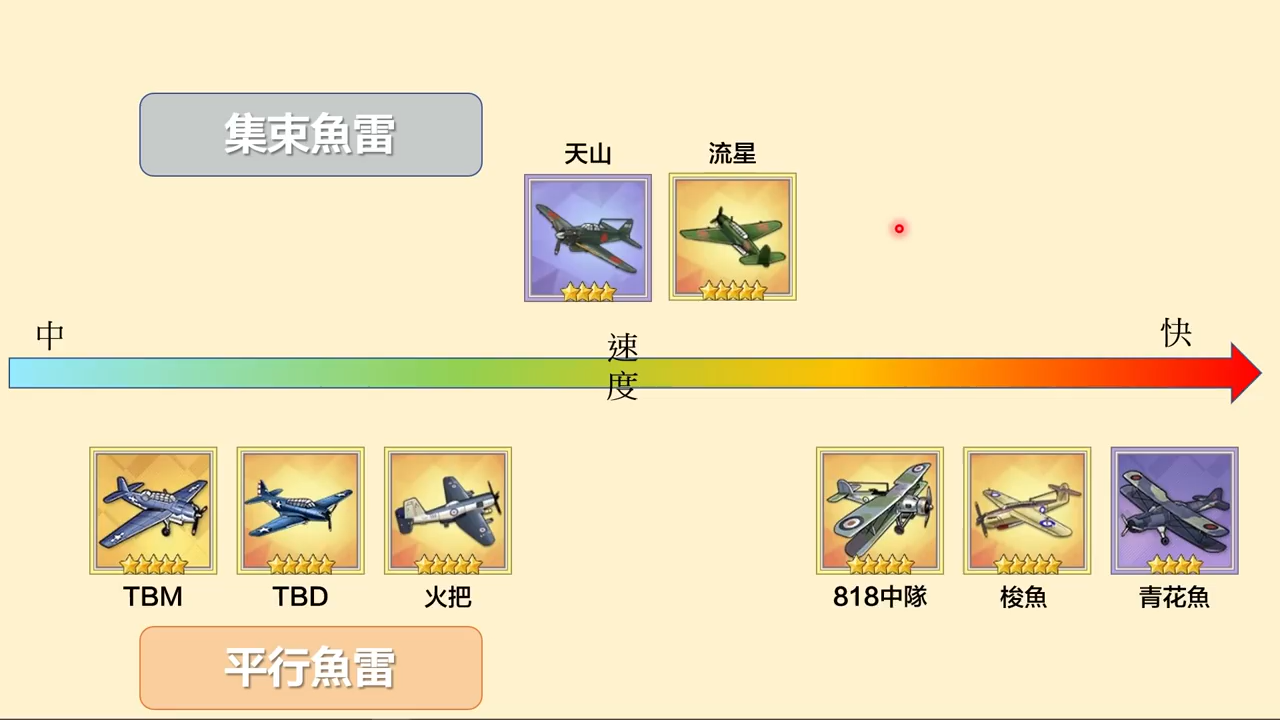 集束魚雷
天山
流星
中
快
速
度
TBM
TBD
火把
818中隊
梭魚
青花魚
平行魚雷